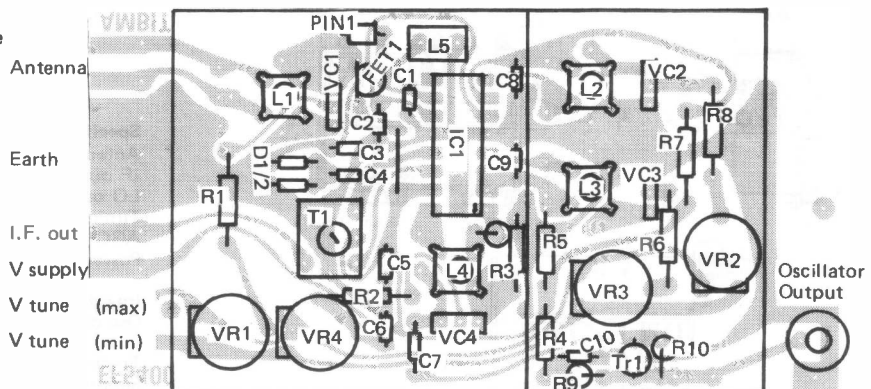 PIN1
L5
FET1
C1
C8
VC2
R8
Antenna
L1
VC1
L2
C2
IC1
R7
Earth
D1/2
C3
C4
C9
L3
VC3
R1
T1
I.F. out
R5
R6
V supply
C5
L4
R3
VR2
Oscillator
Output
R2
VR3
V tune (max)
VR1
VR4
C6
VC4
R4
V tune (min)
C7
C10
Tr1
R10
R9